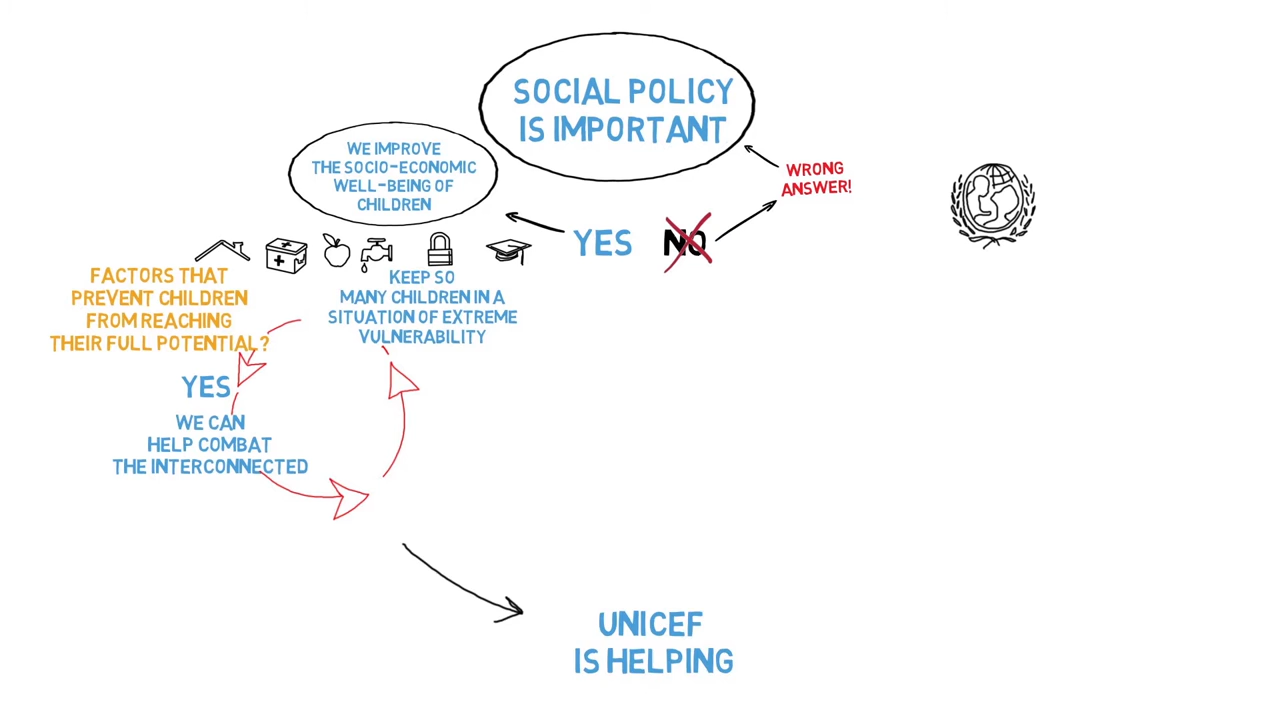 SOCIAL POLICY
IS IMPORTANT
WE IMPROVE
THE SOCIO-ECONOMIC
WELL-BEING OF
CHILDREN
WRONG
ANSWER!
YES
NO
FACTORS THAT
PREVENT CHILDREN
FROM REACHING
THEIR FULL POTENTIAL?
KEEP SO
MANY CHILDREN IN A
SITUATION OF EXTREME
VULNERABILITY
YES
WE CAN
HELP COMBAT
THE INTERCONNECTED
UNICEF
IS HELPING